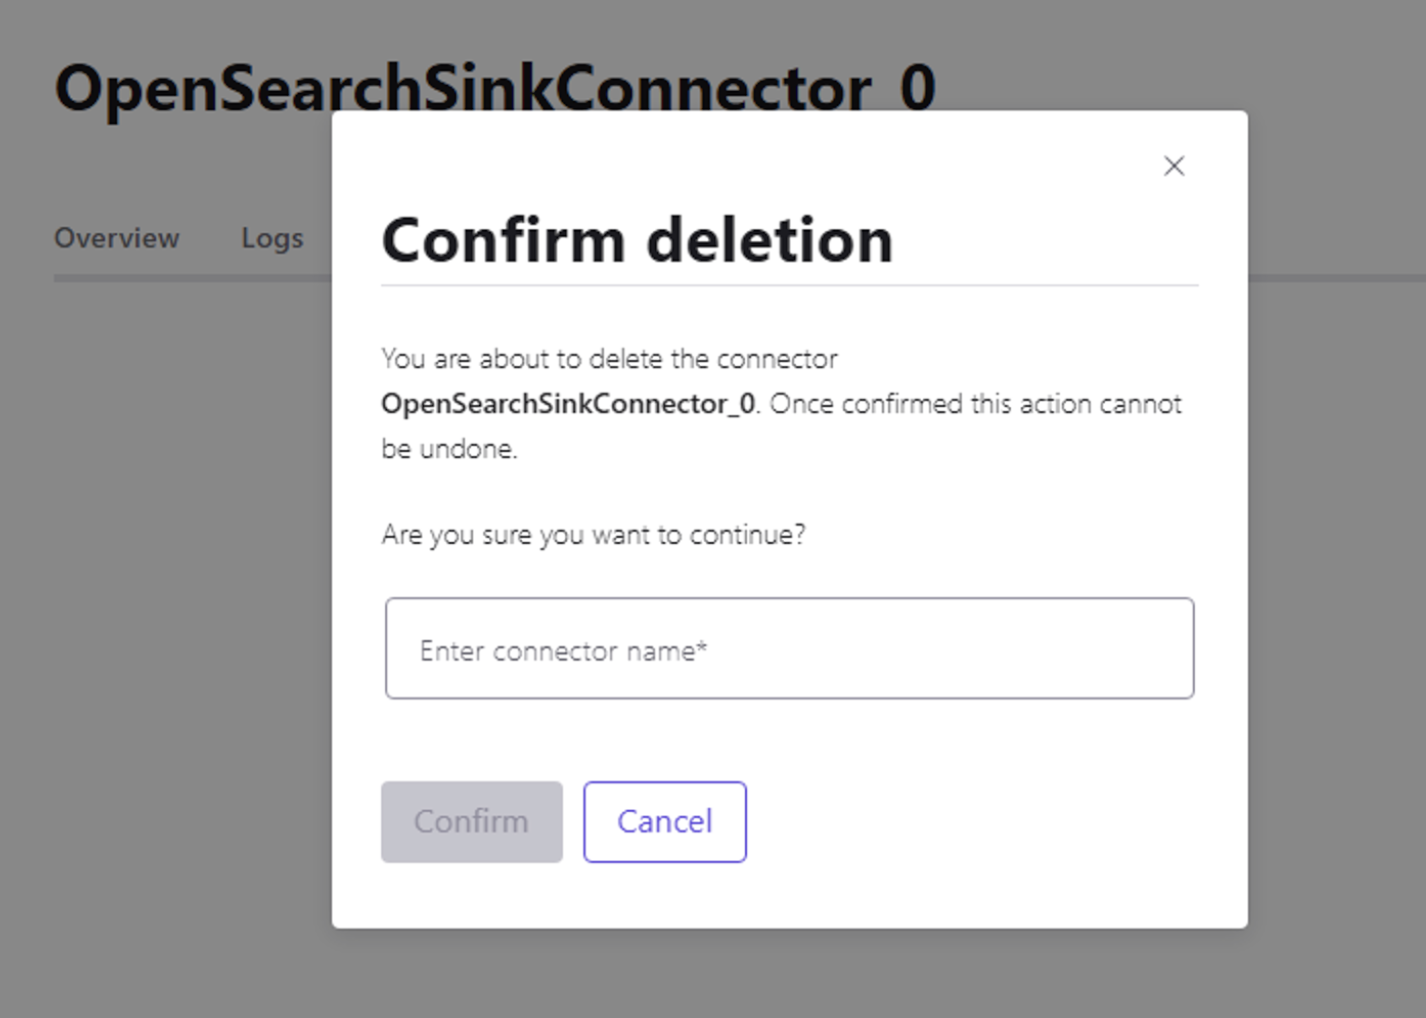 OpenSearchSinkConnector_0
Overview
Logs
Confirm deletion
You are about to delete the connector
OpenSearchSinkConnector_0. Once confirmed this action cannot
be undone.
Are you sure you want to continue?
Enter connector name*
Confirm
Cancel